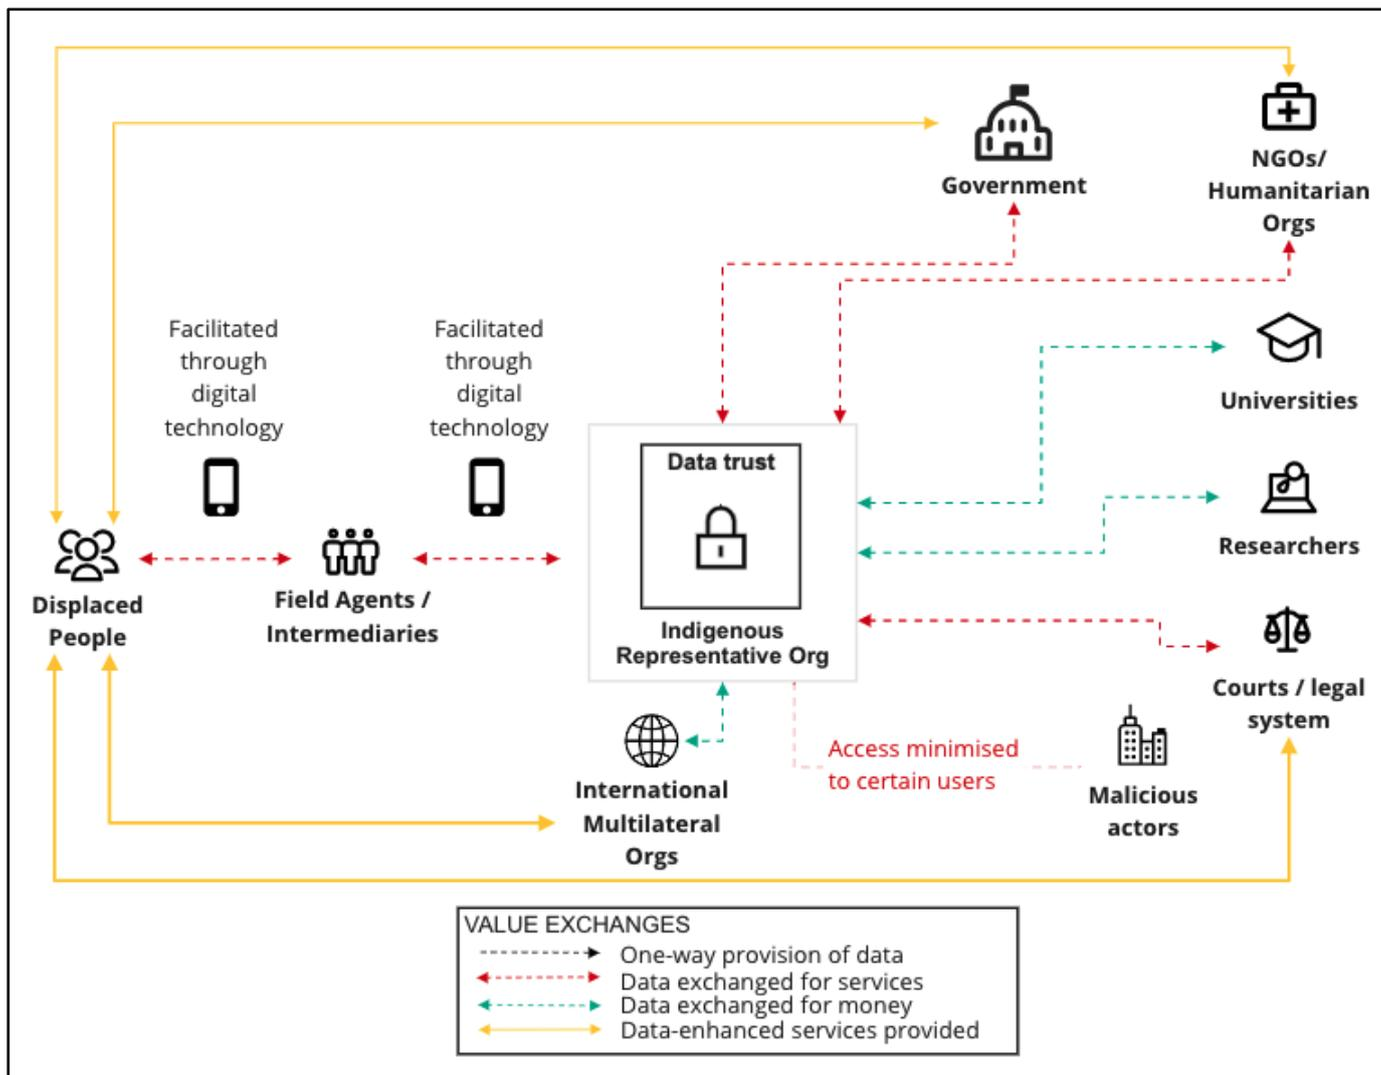 Government
NGOs/
Humanitarian
Orgs
Facilitated
through
digital
technology
Facilitated
through
digital
technology
Universities
Data trust
Researchers
Displaced
People
Field Agents /
Intermediaries
Indigenous
Representative Org
Courts / legal
system
Access minimised
to certain users
International
Multilateral
Orgs
Malicious
actors
VALUE EXCHANGES
One-way provision of data
Data exchanged for services
Data exchanged for money
Data-enhanced services provided